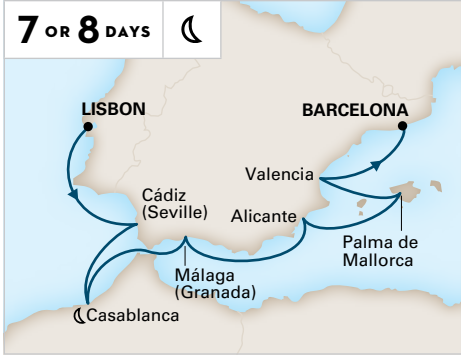 7 OR 8 DAYS
LISBON
BARCELONA
Valencia
Cádiz
(Seville)
Alicante
Palma de
Mallorca
Málaga
(Granada)
Casablanca